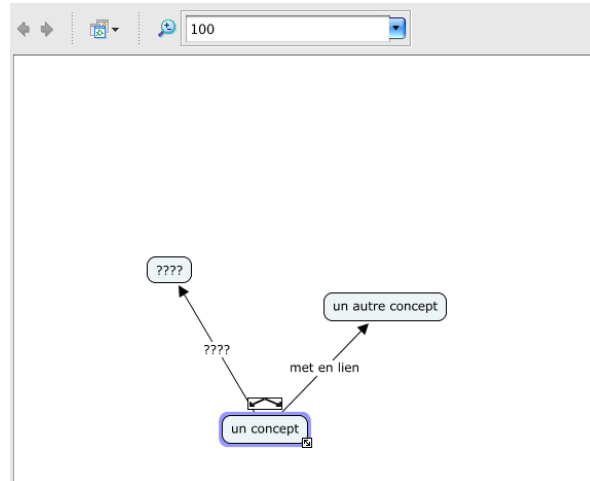 100
????
un autre concept
????
met en lien
un concept